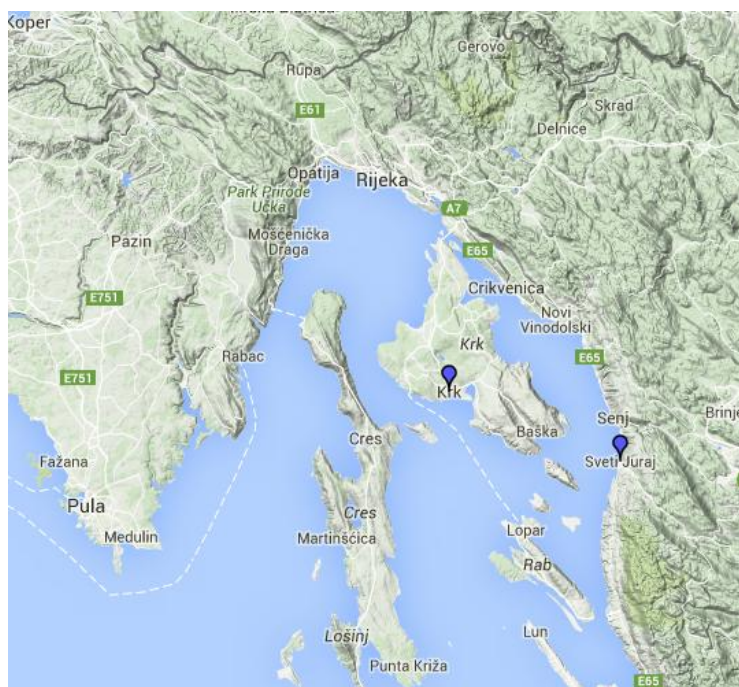 Koper
Gerovo
Rupa
E61
Skrad
Delnice
Opatija
Rijeka
Park Prirode
Učka
A7
Mošćenička
Draga
Pazin
E65
Crikvenica
E751
Novi
Vinodolski
Krk
Rabac
E65
E751
Krk
Senj
Brinje
Cres
Baška
Fažana
Sveti Juraj
Pula
Cres
Medulin
Martinšćica
Lopar
Rab
Lošinj
Lun
Punta Križa
E65